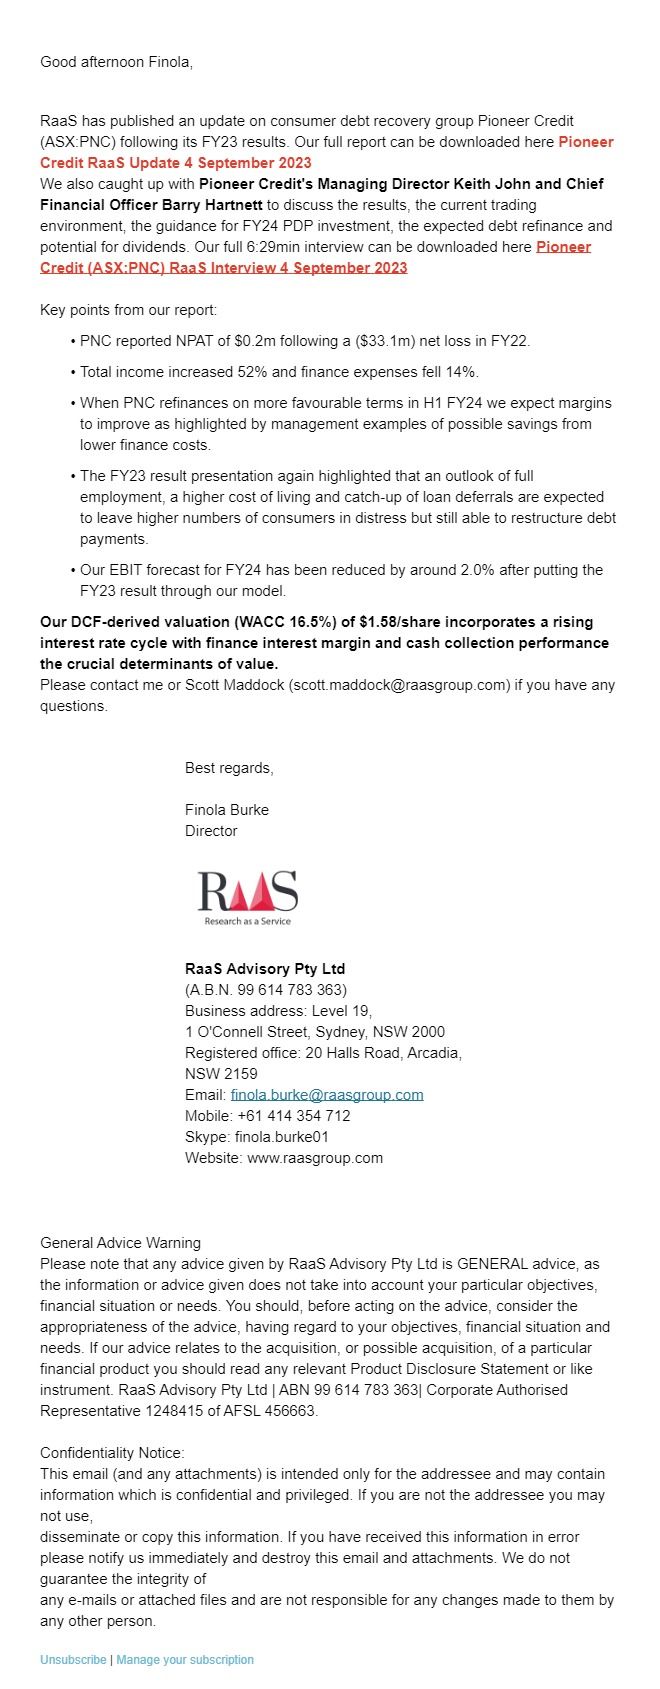 Good afternoon Finola,
RaaS has published an update on consumer debt recovery group Pioneer Credit
(ASX:PNC) following its FY23 results. Our full report can be downloaded here Pioneer
Credit RaaS Update 4 September 2023
We also caught up with Pioneer Credit's Managing Director Keith John and Chief
Financial Officer Barry Hartnett to discuss the results, the current trading
environment, the guidance for FY24 PDP investment, the expected debt refinance and
potential for dividends. Our full 6:29min interview can be downloaded here Pioneer
Credit (ASX:PNC) RaaS Interview 4 September 2023
Key points from our report:
• PNC reported NPAT of $0.2m following a ($33.1m) net loss in FY22.
• Total income increased 52% and finance expenses fell 14%.
• When PNC refinances on more favourable terms in H1 FY24 we expect margins
to improve as highlighted by management examples of possible savings from
lower finance costs.
• The FY23 result presentation again highlighted that an outlook of full
employment, a higher cost of living and catch-up of loan deferrals are expected
to leave higher numbers of consumers in distress but still able to restructure debt
payments.
• Our EBIT forecast for FY24 has been reduced by around 2.0% after putting the
FY23 result through our model.
Our DCF-derived valuation (WACC 16.5%) of $1.58/share incorporates a rising
interest rate cycle with finance interest margin and cash collection performance
the crucial determinants of value.
Please contact me or Scott Maddock (scott.maddock@raasgroup.com) if you have any
questions.
Best regards,
Finola Burke
Director
RAAS
Research as a Service
RaaS Advisory Pty Ltd
(A.B.N. 99 614 783 363)
Business address: Level 19,
1 O'Connell Street, Sydney, NSW 2000
Registered office: 20 Halls Road, Arcadia,
NSW 2159
Email: finola.burke@raasgroup.com
Mobile: +61 414 354 712
Skype: finola.burke01
Website: www.raasgroup.com
General Advice Warning
Please note that any advice given by RaaS Advisory Pty Ltd is GENERAL advice, as
the information or advice given does not take into account your particular objectives,
financial situation or needs. You should, before acting on the advice, consider the
appropriateness of the advice, having regard to your objectives, financial situation and
needs. If our advice relates to the acquisition, or possible acquisition, of a particular
financial product you should read any relevant Product Disclosure Statement or like
instrument. RaaS Advisory Pty Ltd | ABN 99 614 783 363| Corporate Authorised
Representative 1248415 of AFSL 456663.
Confidentiality Notice:
This email (and any attachments) is intended only for the addressee and may contain
information which is confidential and privileged. If you are not the addressee you may
not use,
disseminate or copy this information. If you have received this information in error
please notify us immediately and destroy this email and attachments. We do not
guarantee the integrity of
any e-mails or attached files and are not responsible for any changes made to them by
any other person.
Unsubscribe | Manage your subscription